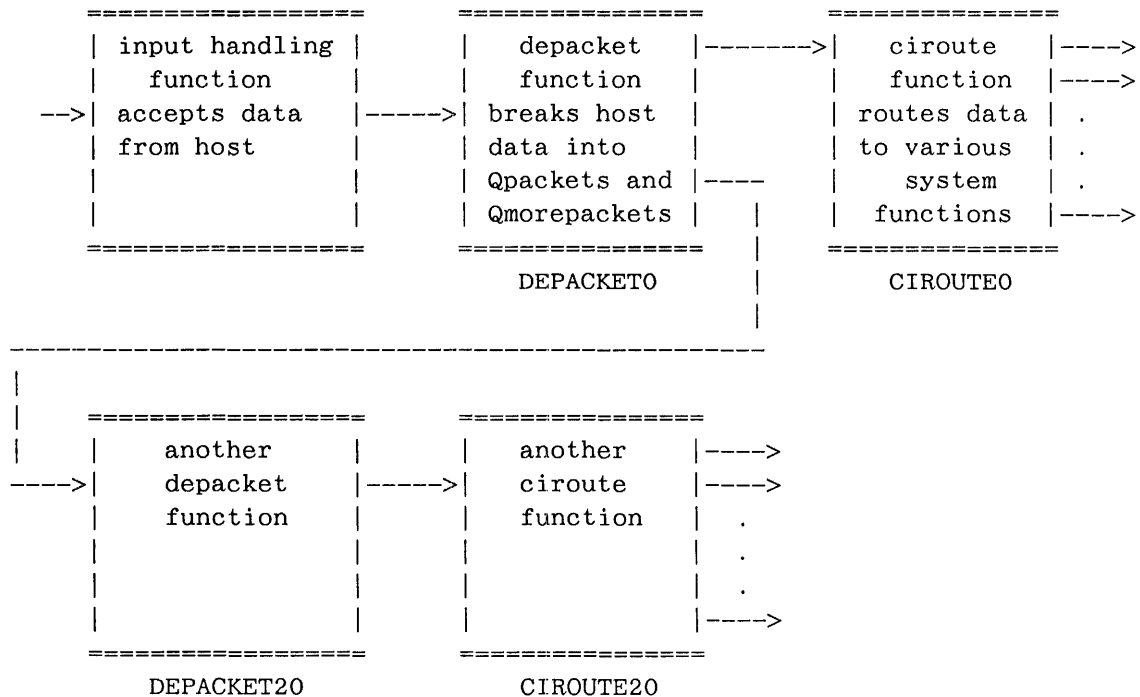 input handling
function
accepts data
from host
depacket
function
breaks host
data into
Qpackets and
Qmorepackets
DEPACKET0
ciroute
function
routes data
to various
system
functions
CIROUTE0
another
depacket
function
DEPACKET20
another
ciroute
function
CIROUTE20